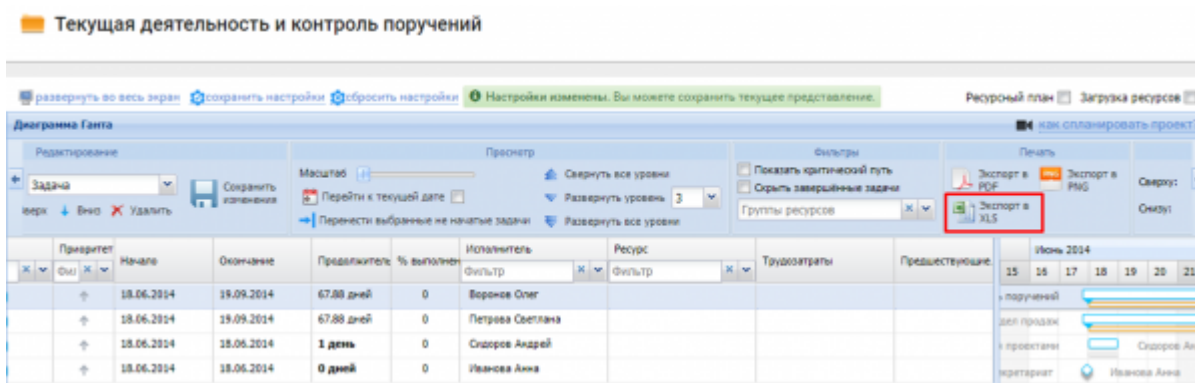 Текущая деятельность и контроль поручений
развернуть во весь экран сохранить настройки сбросить настройки Настройки изменены. Вы можете сохранить текущее представление. Ресурсный план Загрузка ресурсов
Диаграмма Ганта как спланировать проект?
Редактирование Просмотр Фильтры Печать
Задача Сохранить изменения Масштаб Свернуть все уровни Показать критический путь Экспорт в PDF Экспорт в PNG Сверху:
Перейти к текущей дате Развернуть уровень 3 Скрыть завершённые задачи
вверх Вниз Удалить Перенести выбранные не начатые задачи Развернуть все уровни Группы ресурсов Экспорт в XLS Снизу:
Приоритет Начало Окончание Продолжитель % выполнен Исполнитель Ресурс Трудозатраты Предшествующие. Июнь 2014
Фил Фильтр Фильтр 15 16 17 18 19 20 21
18.06.2014 19.09.2014 67.88 дней 0 Воронов Олег поручений
18.06.2014 19.09.2014 67.88 дней 0 Петрова Светлана дел продаж
18.06.2014 18.06.2014 1 день 0 Сидоров Андрей проектами Сидоров Ан
18.06.2014 18.06.2014 0 дней 0 Иванова Анна кретариат Иванова Анна